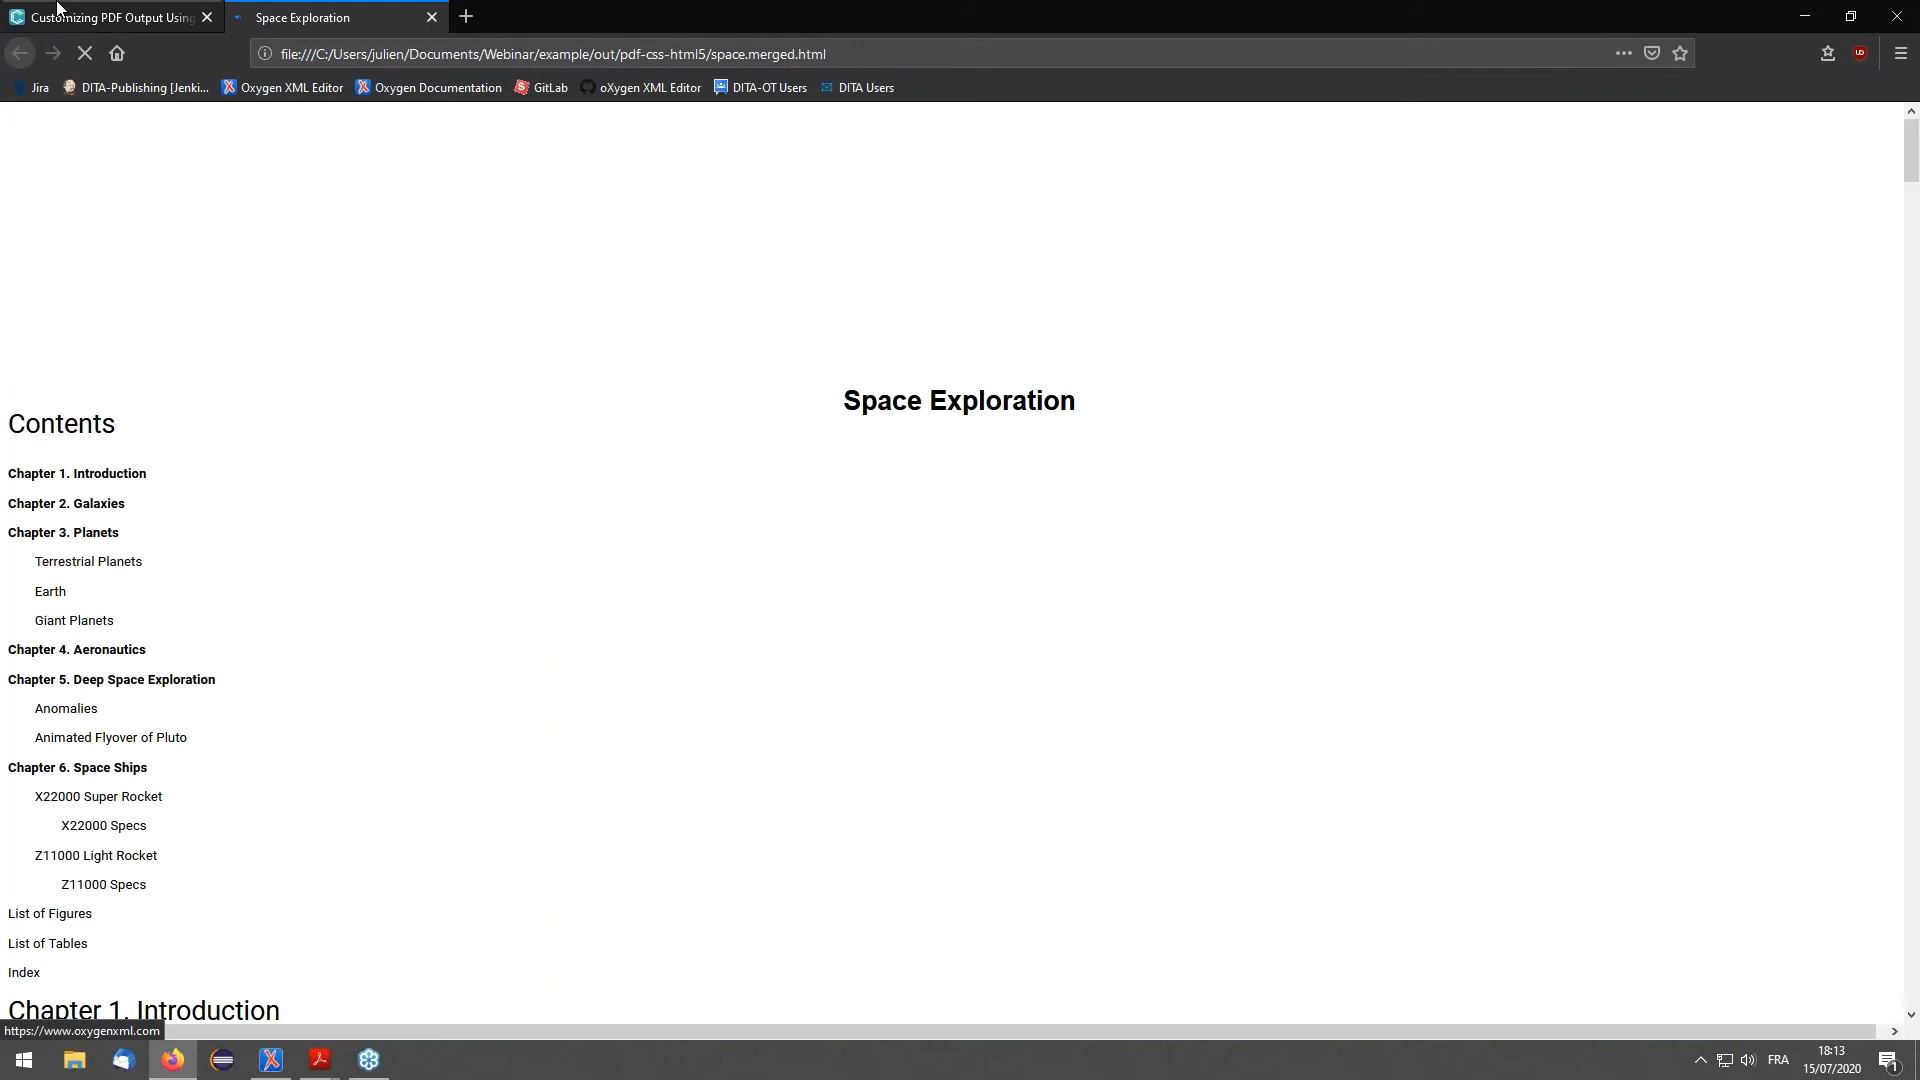 Customizing PDF Output Using
Space Exploration
file:///C:/Users/julien/Documents/Webinar/example/out/pdf-css-html5/space.merged.html
Jira
DITA-Publishing [Jenki...
Oxygen XML Editor
Oxygen Documentation
GitLab
oXygen XML Editor
DITA-OT Users
DITA Users
Space Exploration
Contents
Chapter 1. Introduction
Chapter 2. Galaxies
Chapter 3. Planets
Terrestrial Planets
Earth
Giant Planets
Chapter 4. Aeronautics
Chapter 5. Deep Space Exploration
Anomalies
Animated Flyover of Pluto
Chapter 6. Space Ships
X22000 Super Rocket
X22000 Specs
Z11000 Light Rocket
Z11000 Specs
List of Figures
List of Tables
Index
Chapter 1. Introduction
https://www.oxygenxml.com
FRA
18:13
15/07/2020
1